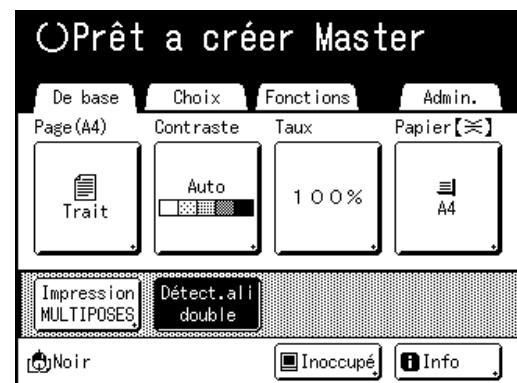 Prêt a créer Master
De base Choix Fonctions Admin.
Page(A4) Contraste Taux Papier【≍】
Trait Auto 100% A4
Impression MULTIPOSES
Détect.ali double
Noir Inoccupé Info